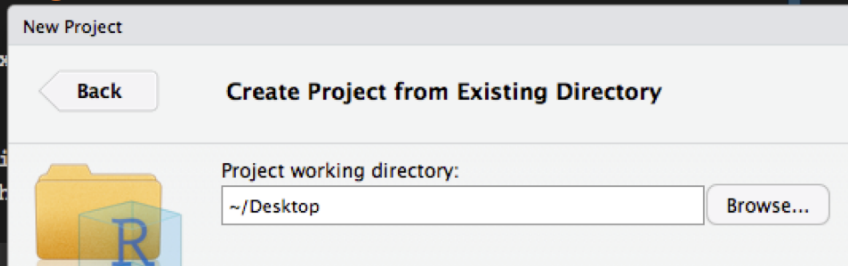 New Project
Back
Create Project from Existing Directory
Project working directory:
~/Desktop
Browse...
R